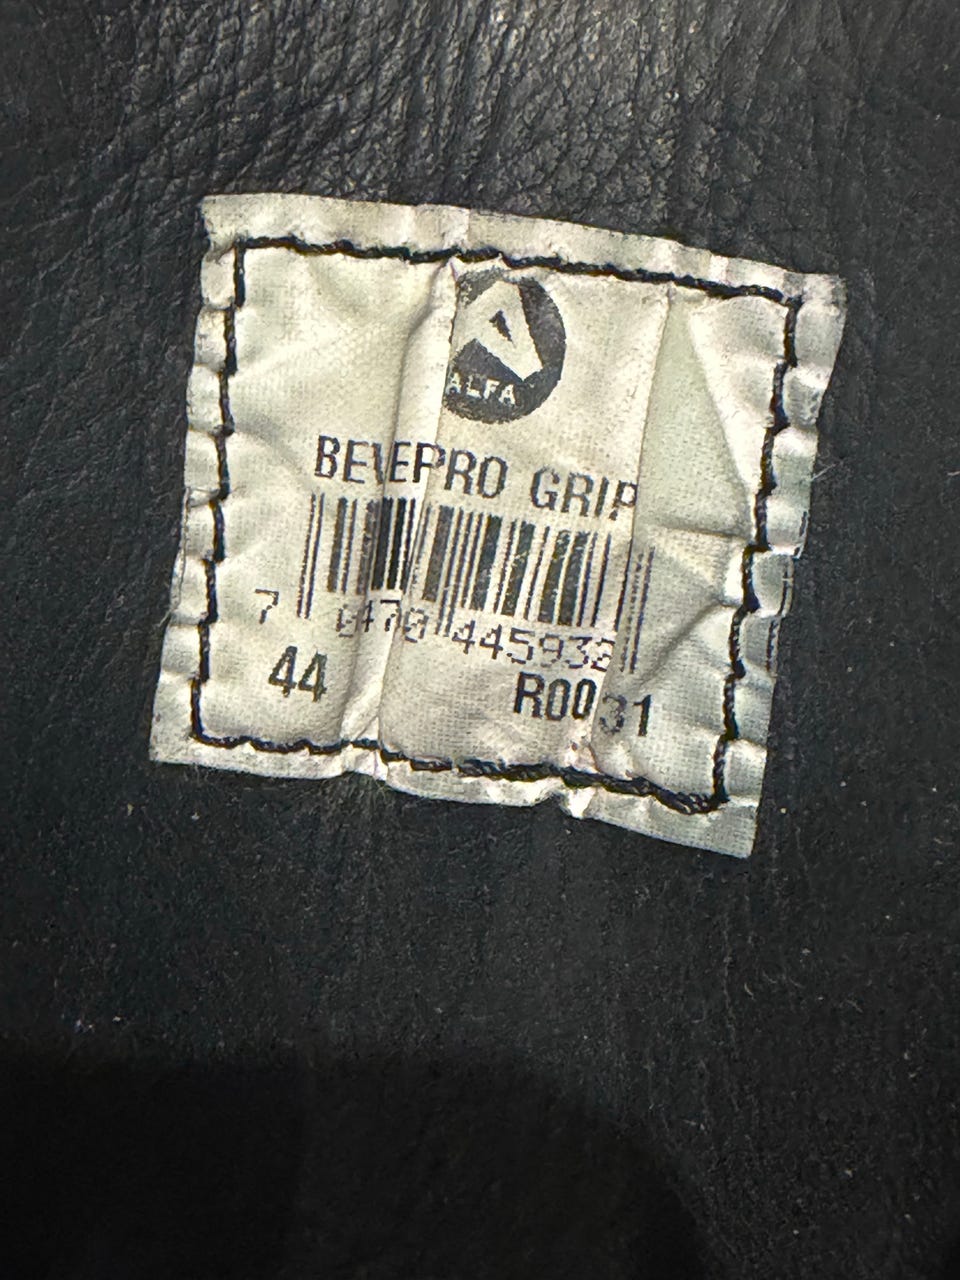 ALFA
BEVEPRO GRIP
7 0470 445932
44 R0031